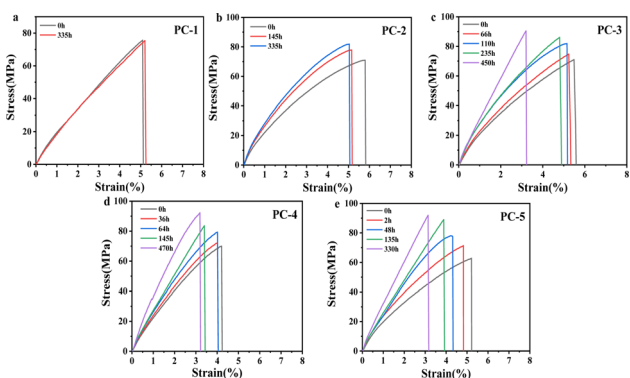 a
PC-1
0h
335h
Stress(MPa)
80
60
40
20
0
0 1 2 3 4 5 6 7 8
Strain(%)
b
PC-2
0h
145h
335h
Stress(MPa)
100
80
60
40
20
0
0 1 2 3 4 5 6 7 8
Strain(%)
c
PC-3
0h
66h
110h
235h
450h
Stress(MPa)
100
80
60
40
20
0
0 1 2 3 4 5 6 7 8
Strain(%)
d
PC-4
0h
36h
64h
145h
470h
Stress(MPa)
100
80
60
40
20
0
0 1 2 3 4 5 6 7 8
Strain(%)
e
PC-5
0h
2h
48h
135h
330h
Stress(MPa)
100
80
60
40
20
0
0 1 2 3 4 5 6 7 8
Strain(%)